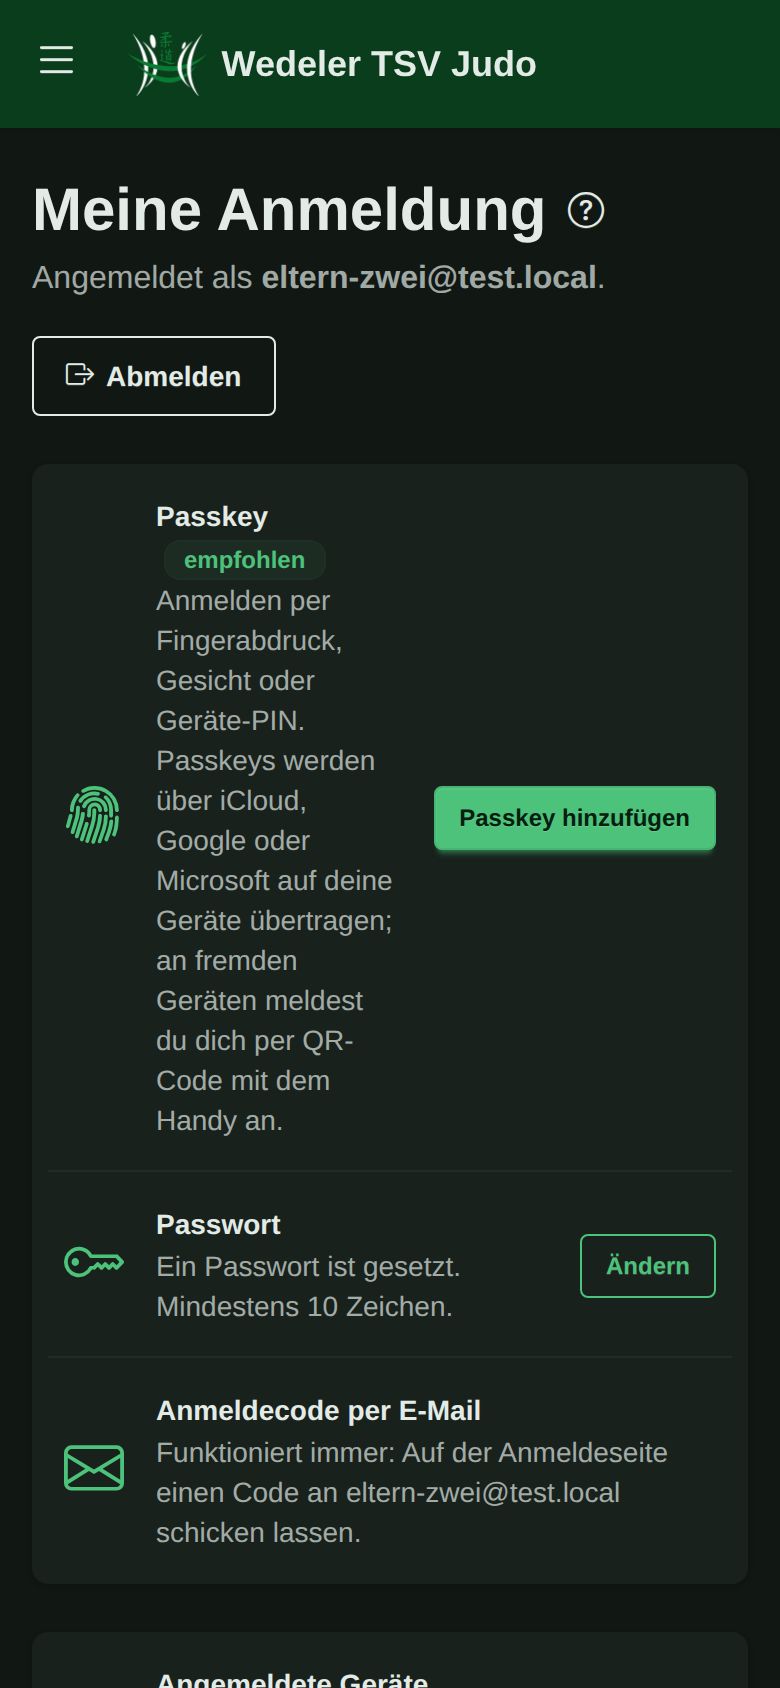 柔道
Wedeler TSV Judo
Meine Anmeldung ?
Angemeldet als eltern-zwei@test.local.
Abmelden
Passkey
empfohlen
Anmelden per
Fingerabdruck,
Gesicht oder
Geräte-PIN.
Passkeys werden
über iCloud,
Google oder
Microsoft auf deine
Geräte übertragen;
an fremden
Geräten meldest
du dich per QR-
Code mit dem
Handy an.
Passkey hinzufügen
Passwort
Ein Passwort ist gesetzt.
Mindestens 10 Zeichen.
Ändern
Anmeldecode per E-Mail
Funktioniert immer: Auf der Anmeldeseite
einen Code an eltern-zwei@test.local
schicken lassen.
Angemeldete Geräte